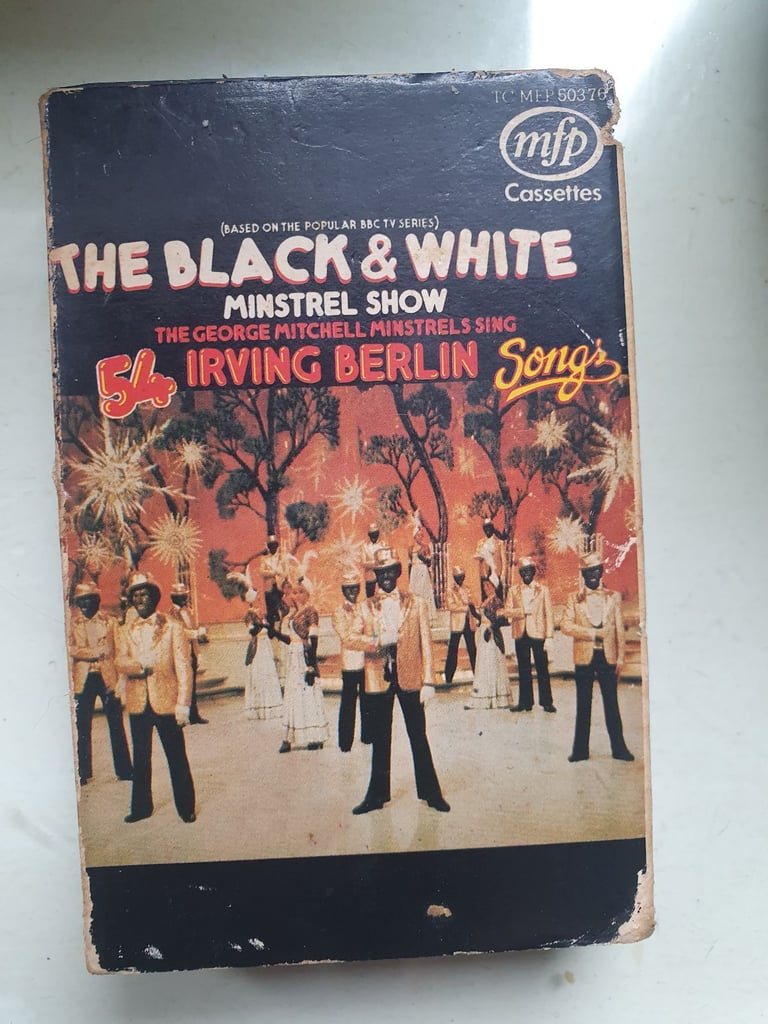 TC MFP 50376
mfp
Cassettes
(BASED ON THE POPULAR BBC TV SERIES)
THE BLACK & WHITE
MINSTREL SHOW
THE GEORGE MITCHELL MINSTRELS SING
54 IRVING BERLIN Songs